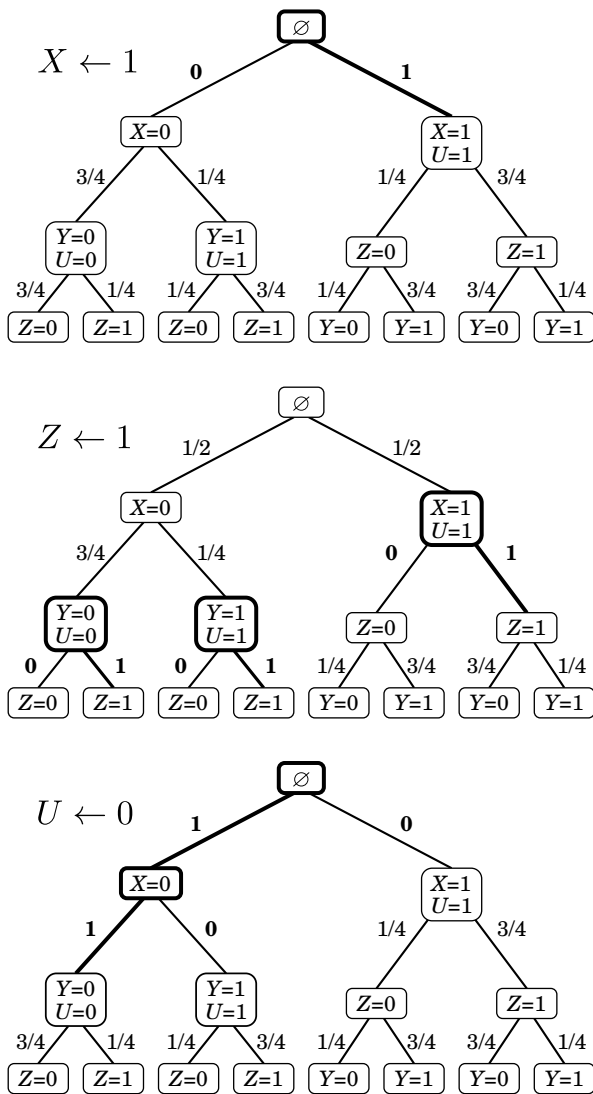 ∅
X ← 1
0 1
X=0 X=1
U=1
3/4 1/4 1/4 3/4
Y=0 Y=1
U=0 U=1 Z=0 Z=1
3/4 1/4 1/4 3/4 1/4 3/4 3/4 1/4
Z=0 Z=1 Z=0 Z=1 Y=0 Y=1 Y=0 Y=1
∅
Z ← 1
1/2 1/2
X=0 X=1
U=1
3/4 1/4 0 1
Y=0 Y=1
U=0 U=1 Z=0 Z=1
0 1 0 1 1/4 3/4 3/4 1/4
Z=0 Z=1 Z=0 Z=1 Y=0 Y=1 Y=0 Y=1
∅
U ← 0
1 0
X=0 X=1
U=1
1 0 1/4 3/4
Y=0 Y=1
U=0 U=1 Z=0 Z=1
3/4 1/4 1/4 3/4 1/4 3/4 3/4 1/4
Z=0 Z=1 Z=0 Z=1 Y=0 Y=1 Y=0 Y=1